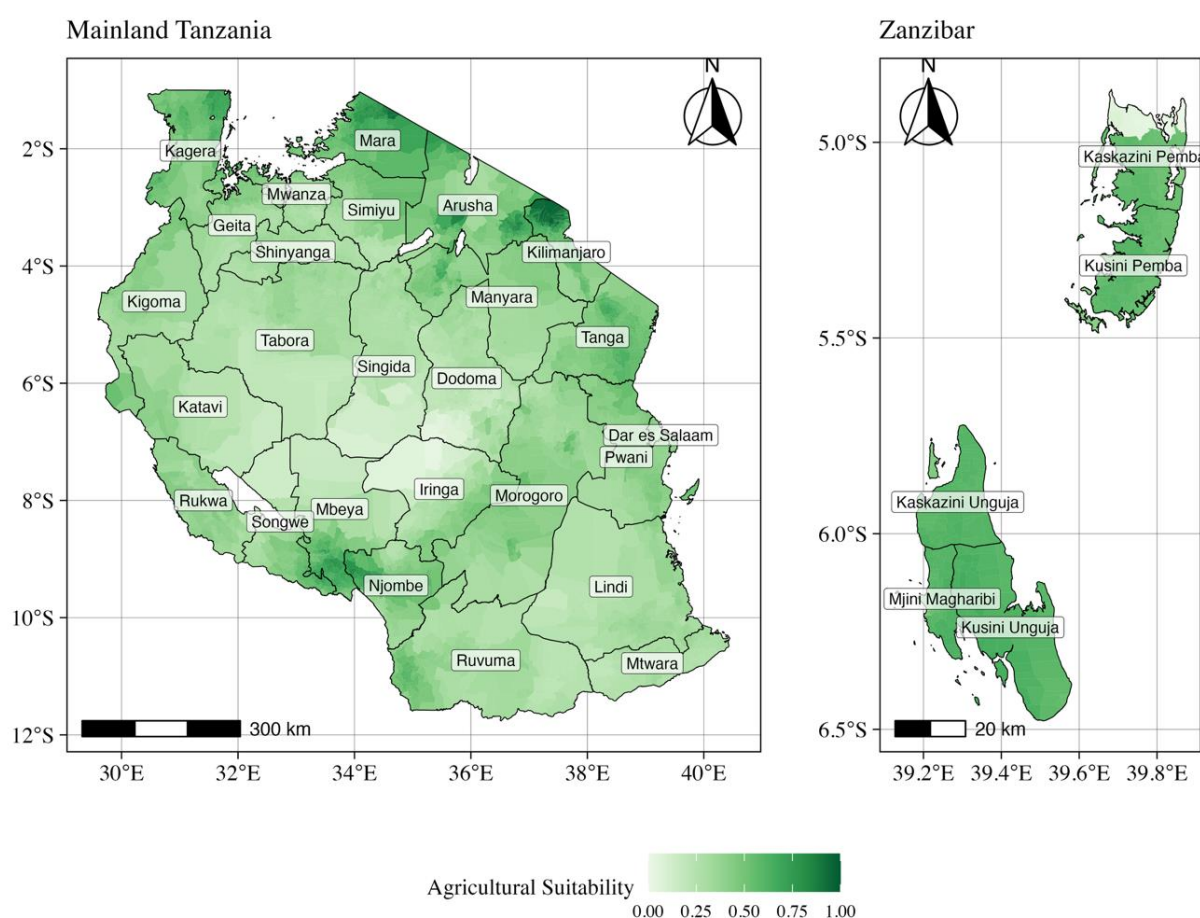 Mainland Tanzania
Zanzibar
N
N
2°S
4°S
6°S
8°S
10°S
12°S
Kagera
Mara
Mwanza
Simiyu
Arusha
Geita
Shinyanga
Kilimanjaro
Kigoma
Manyara
Tabora
Tanga
Singida
Dodoma
Katavi
Dar es Salaam
Pwani
Iringa
Morogoro
Rukwa
Mbeya
Songwe
Njombe
Lindi
Ruvuma
Mtwara
300 km
30°E 32°E 34°E 36°E 38°E 40°E
5.0°S
5.5°S
6.0°S
6.5°S
Kaskazini Pemba
Kusini Pemba
Kaskazini Unguja
Mjini Magharibi
Kusini Unguja
20 km
39.2°E 39.4°E 39.6°E 39.8°E
Agricultural Suitability
0.00 0.25 0.50 0.75 1.00